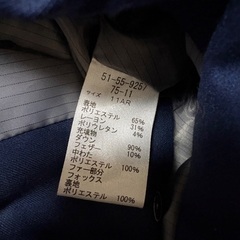 51-55-9257
75-11
サイズ 11AR
表地
ポリエステル 65%
レーヨン 31%
ポリウレタン 4%
充填物
ダウン 90%
フェザー 10%
中わた
ポリエステル 100%
ファー部分
フォックス
裏地
ポリエステル 100%